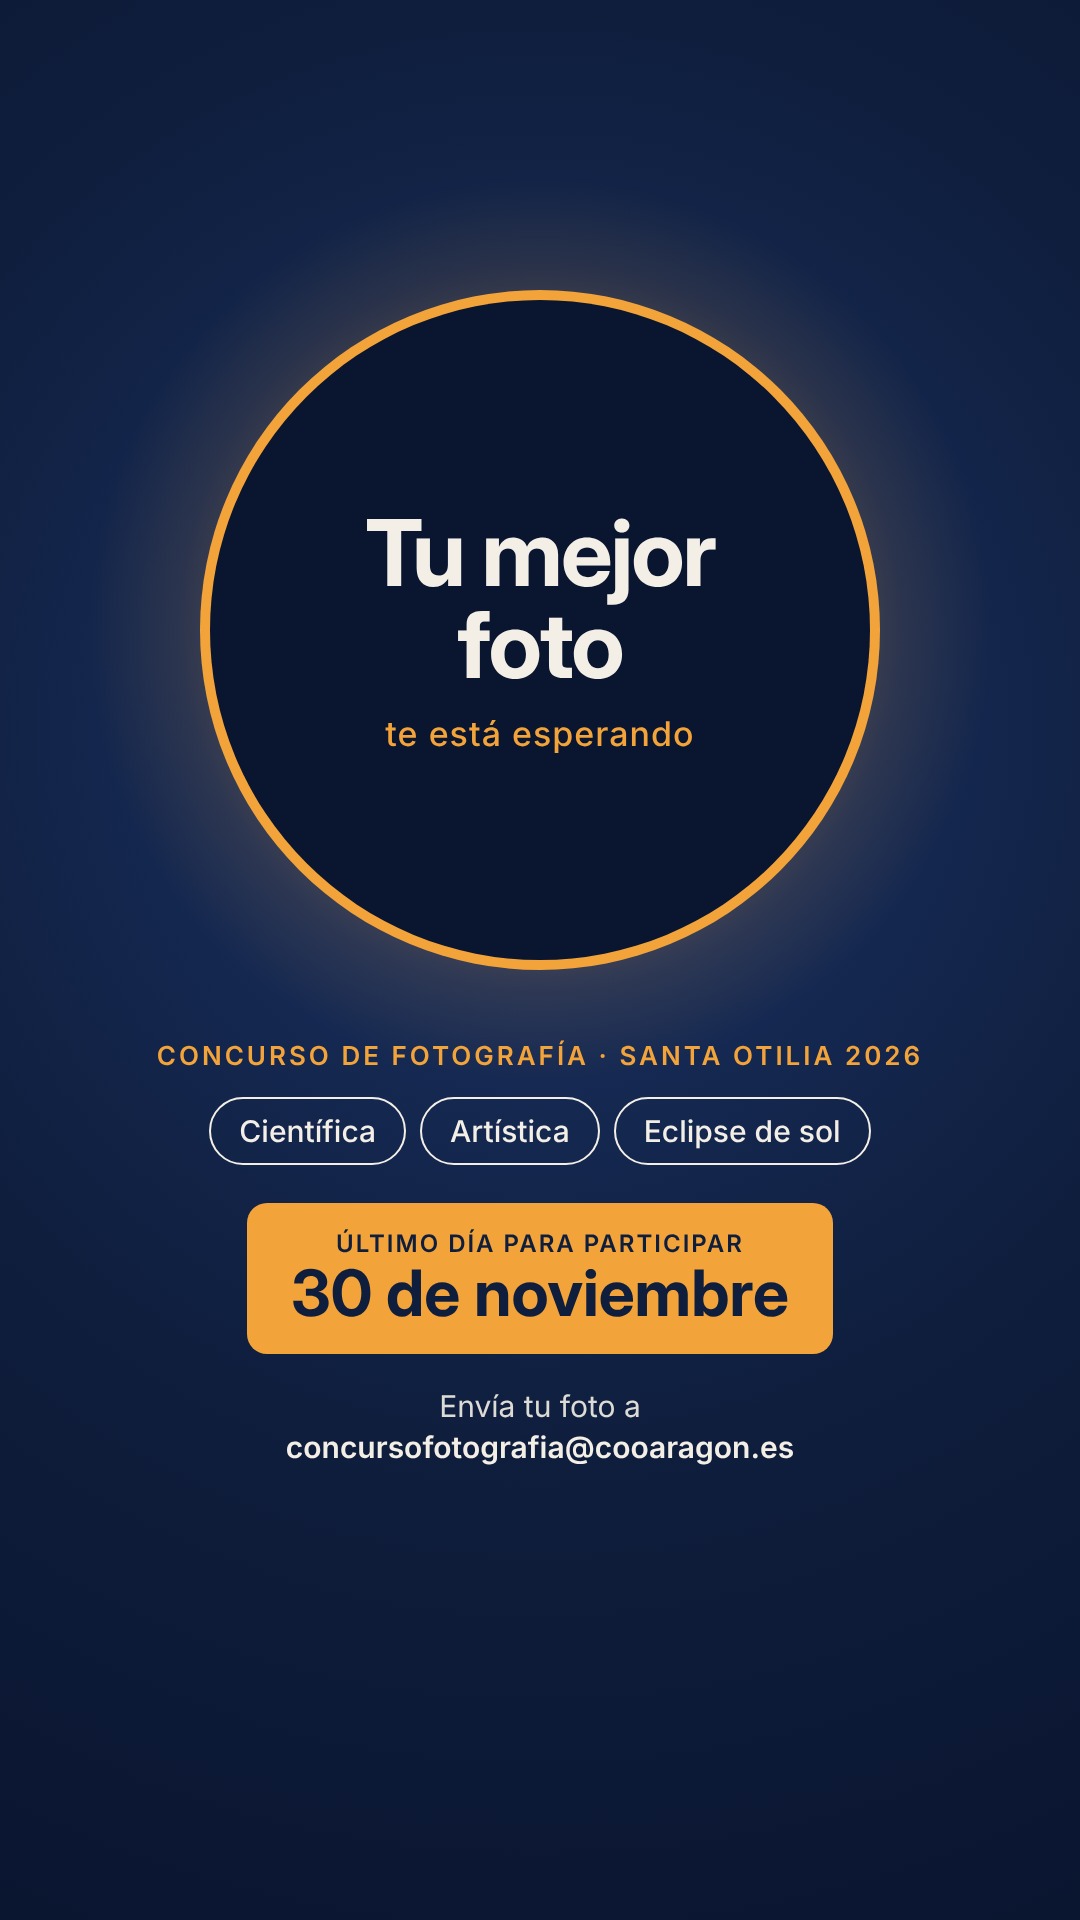 Tu mejor
foto
te está esperando
CONCURSO DE FOTOGRAFÍA · SANTA OTILIA 2026
Científica Artística Eclipse de sol
ÚLTIMO DÍA PARA PARTICIPAR
30 de noviembre
Envía tu foto a
concursofotografia@cooaragon.es